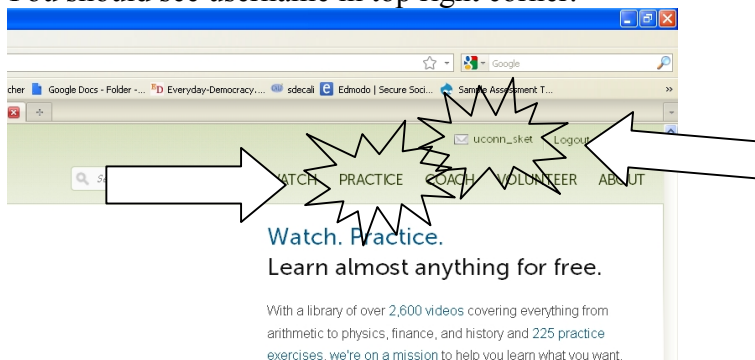 You should see username in top right corner.
Google
cher Google Docs - Folder -... Everyday-Democracy.... sdecali Edmodo | Secure Soci... Sample Assessment T... »
uconn_sket Logout
WATCH PRACTICE COACH VOLUNTEER ABOUT
Watch. Practice.
Learn almost anything for free.
With a library of over 2,600 videos covering everything from
arithmetic to physics, finance, and history and 225 practice
exercises, we're on a mission to help you learn what you want,